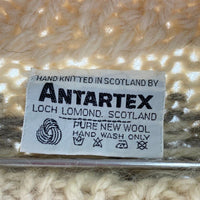 HAND KNITTED IN SCOTLAND BY
ANTARTEX
LOCH LOMOND, SCOTLAND
PURE NEW WOOL
HAND WASH ONLY